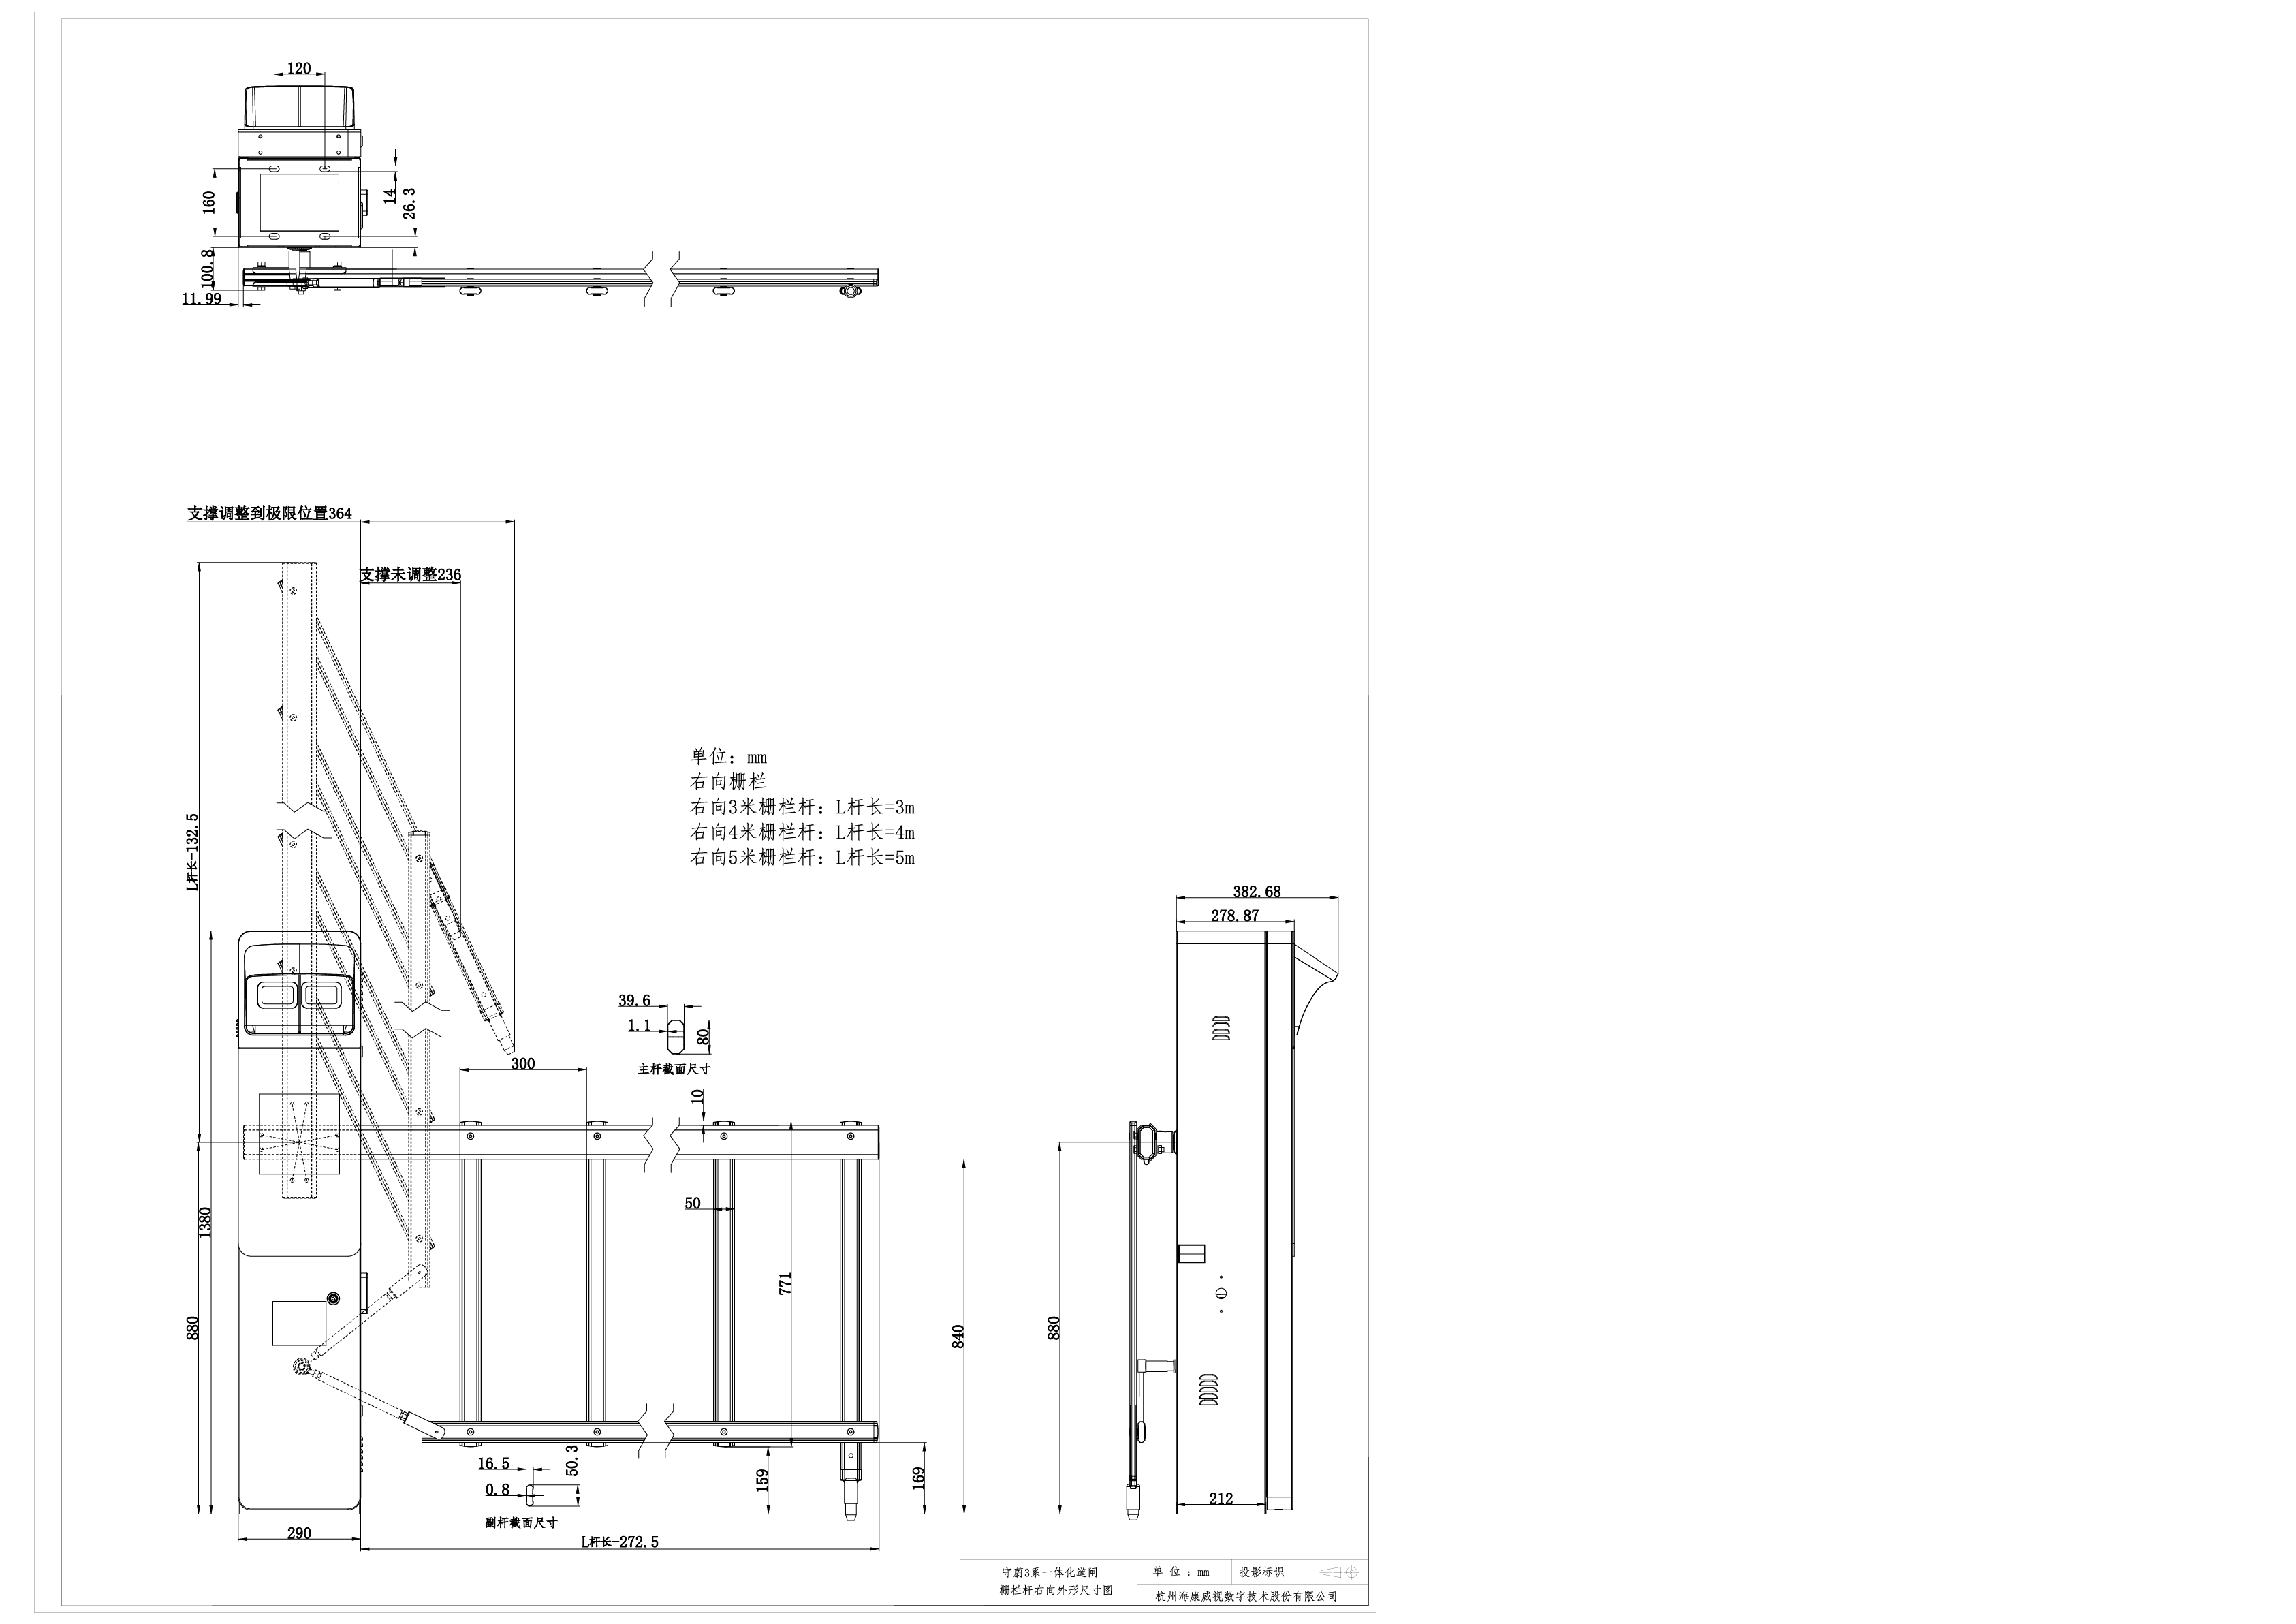 120
160
14
26.3
100.8
11.99
支撑调整到极限位置364
支撑未调整236
L杆长-132.5
单位：mm
右向栅栏
右向3米栅栏杆：L杆长=3m
右向4米栅栏杆：L杆长=4m
右向5米栅栏杆：L杆长=5m
382.68
278.87
39.6
1.1
80
主杆截面尺寸
300
10
50
771
1380
880
840
880
16.5
50.3
0.8
副杆截面尺寸
159
169
212
290
L杆长-272.5
守蔚3系一体化道闸
栅栏杆右向外形尺寸图
单 位 ：mm
投影标识
杭州海康威视数字技术股份有限公司